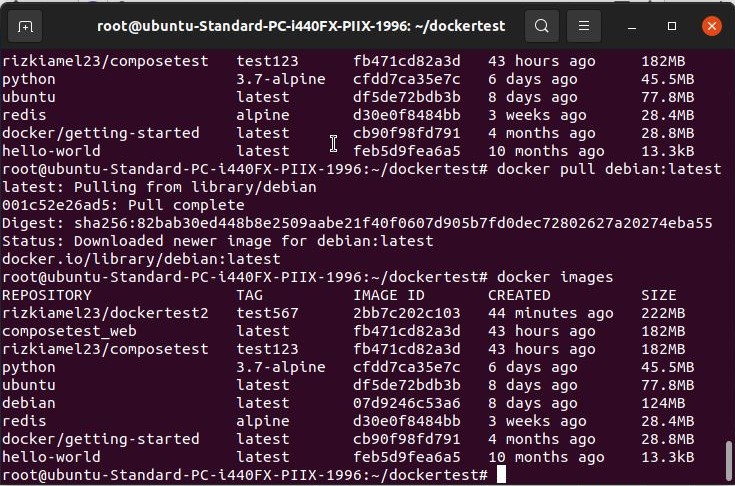 root@ubuntu-Standard-PC-i440FX-PIIX-1996: ~/dockertest
rizkiamel23/composetest   test123      fb471cd82a3d   43 hours ago     182MB
python                    3.7-alpine   cfdd7ca35e7c   6 days ago       45.5MB
ubuntu                    latest       df5de72bdb3b   8 days ago       77.8MB
redis                     alpine       d30e0f8484bb   3 weeks ago      28.4MB
docker/getting-started    latest       cb90f98fd791   4 months ago     28.8MB
hello-world               latest       feb5d9fea6a5   10 months ago    13.3kB
root@ubuntu-Standard-PC-i440FX-PIIX-1996:~/dockertest# docker pull debian:latest
latest: Pulling from library/debian
001c52e26ad5: Pull complete
Digest: sha256:82bab30ed448b8e2509aabe21f40f0607d905b7fd0dec72802627a20274eba55
Status: Downloaded newer image for debian:latest
docker.io/library/debian:latest
root@ubuntu-Standard-PC-i440FX-PIIX-1996:~/dockertest# docker images
REPOSITORY                TAG          IMAGE ID       CREATED          SIZE
rizkiamel23/dockertest2   test567      2bb7c202c103   44 minutes ago   222MB
composetest_web           latest       fb471cd82a3d   43 hours ago     182MB
rizkiamel23/composetest   test123      fb471cd82a3d   43 hours ago     182MB
python                    3.7-alpine   cfdd7ca35e7c   6 days ago       45.5MB
ubuntu                    latest       df5de72bdb3b   8 days ago       77.8MB
debian                    latest       07d9246c53a6   8 days ago       124MB
redis                     alpine       d30e0f8484bb   3 weeks ago      28.4MB
docker/getting-started    latest       cb90f98fd791   4 months ago     28.8MB
hello-world               latest       feb5d9fea6a5   10 months ago    13.3kB
root@ubuntu-Standard-PC-i440FX-PIIX-1996:~/dockertest#